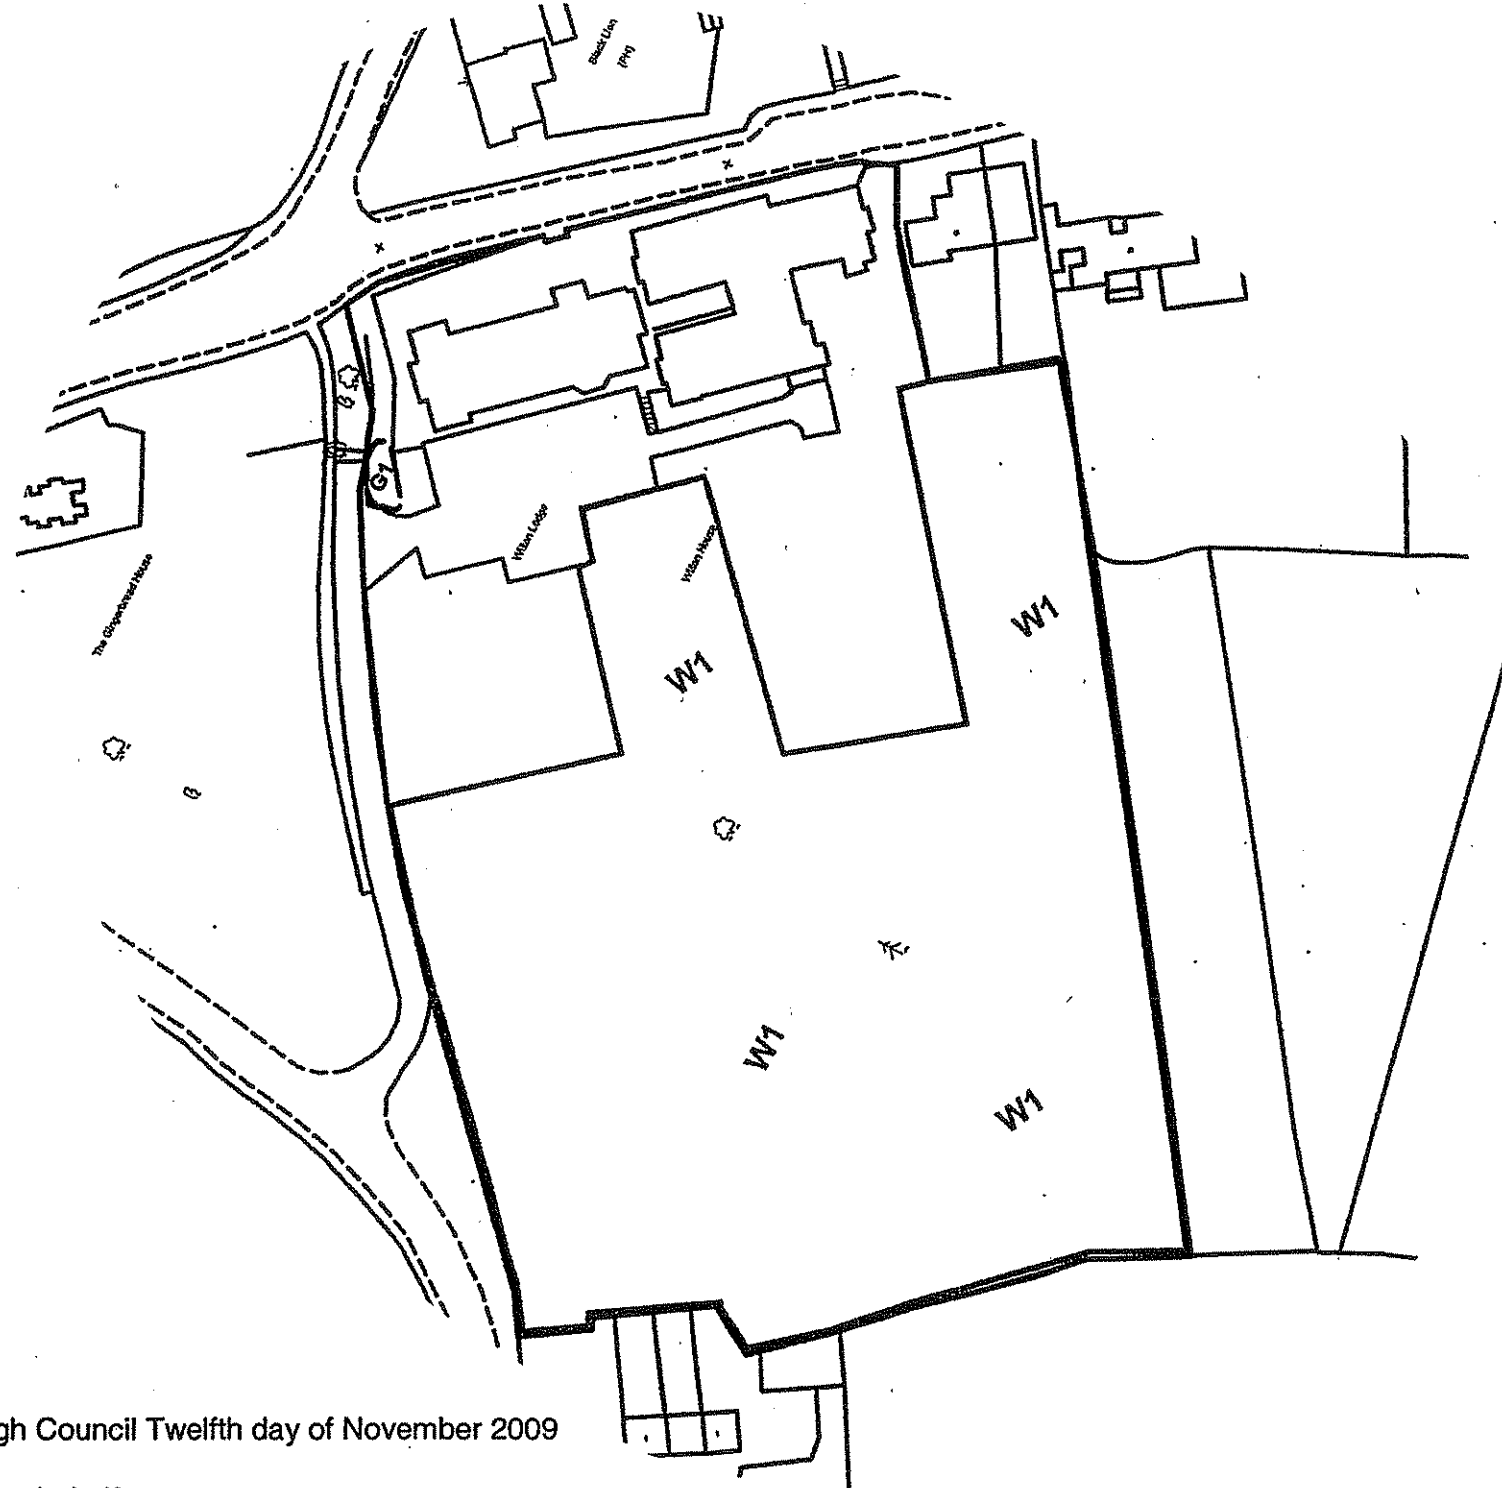 Black Lion
(PH)
G1
Wilton Lodge
Wilton House
The Gingerbread House
W1
W1
W1
W1
gh Council Twelfth day of November 2009